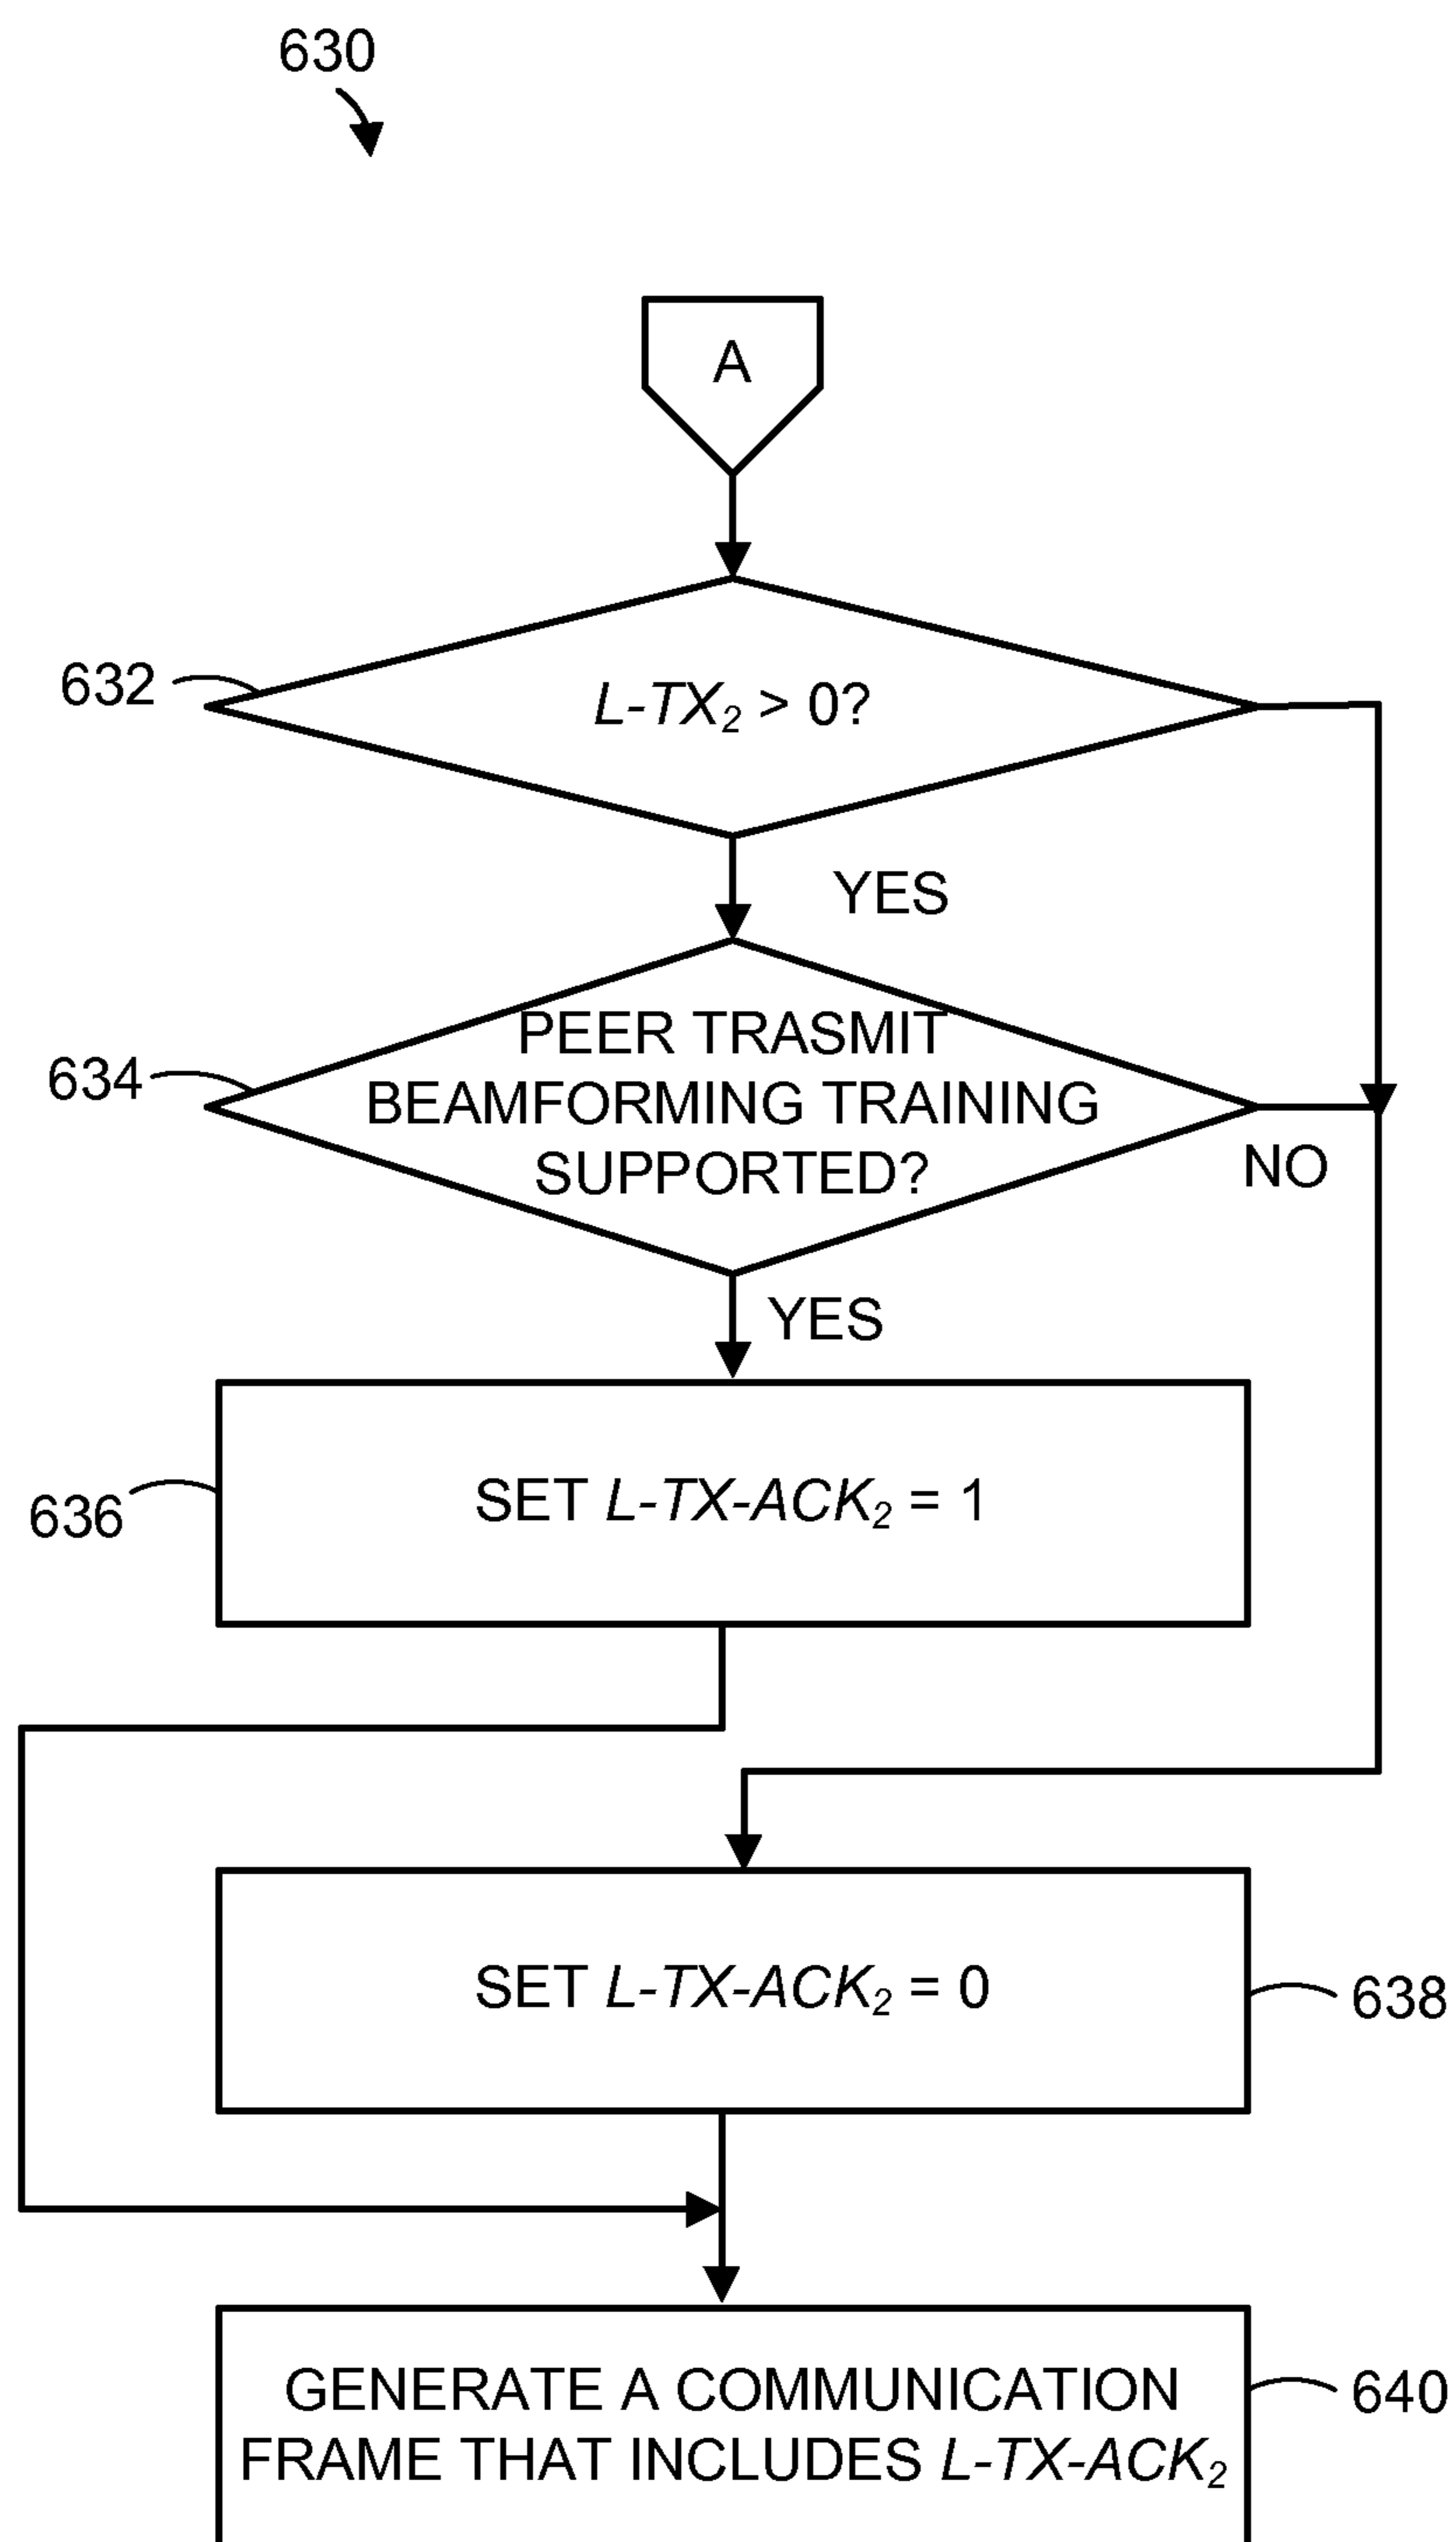 630
A
632
L-TX₂ > 0?
YES
634
PEER TRASMIT
BEAMFORMING TRAINING
SUPPORTED?
NO
YES
636
SET L-TX-ACK₂ = 1
SET L-TX-ACK₂ = 0
638
GENERATE A COMMUNICATION
FRAME THAT INCLUDES L-TX-ACK₂
640